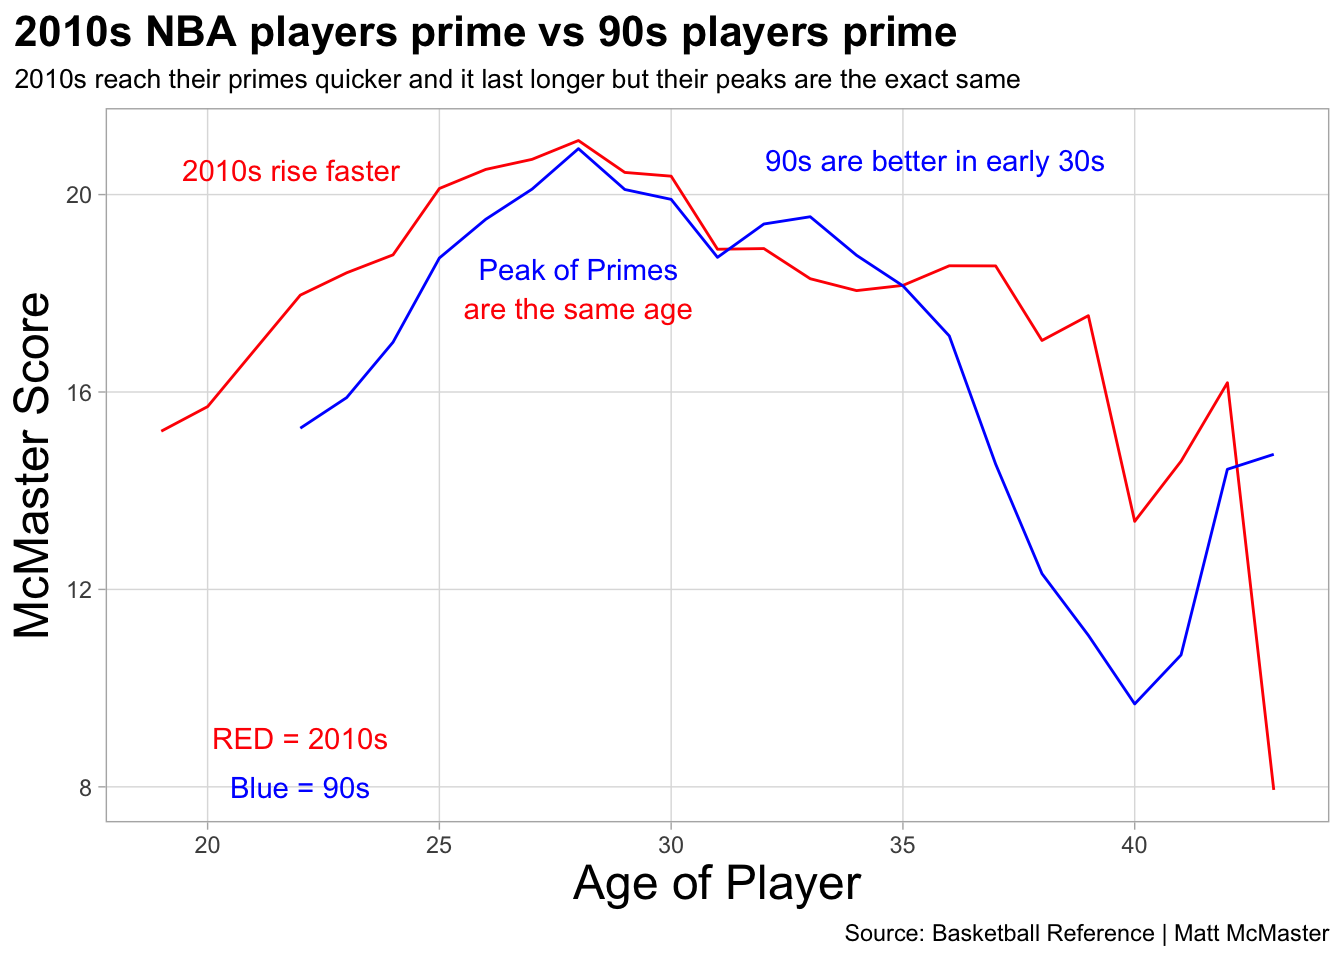 2010s NBA players prime vs 90s players prime
2010s reach their primes quicker and it last longer but their peaks are the exact same
2010s rise faster
90s are better in early 30s
Peak of Primes
are the same age
RED = 2010s
Blue = 90s
McMaster Score
20
16
12
8
20
25
30
35
40
Age of Player
Source: Basketball Reference | Matt McMaster